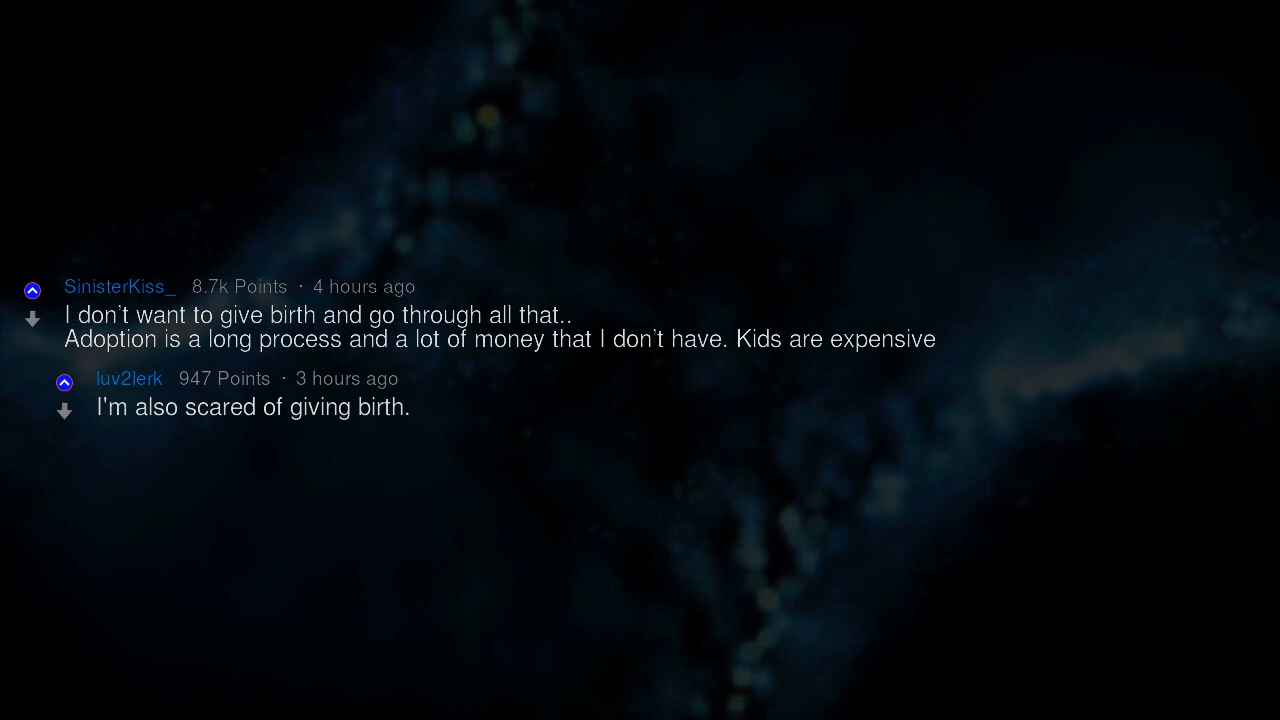 SinisterKiss_ 8.7k Points · 4 hours ago
I don't want to give birth and go through all that..
Adoption is a long process and a lot of money that I don't have. Kids are expensive
luv2lerk 947 Points · 3 hours ago
I'm also scared of giving birth.